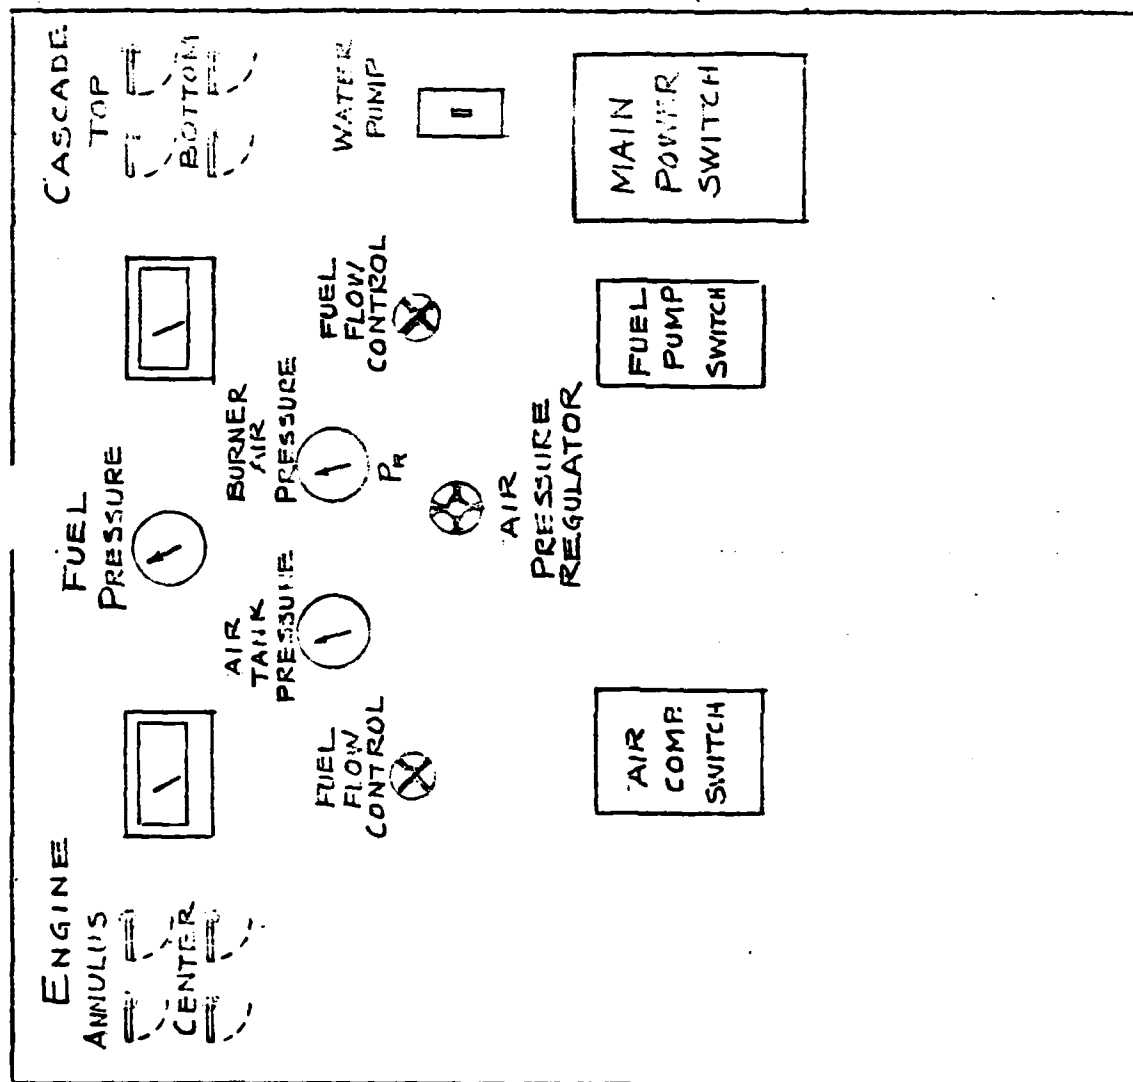 ENGINE
ANNULUS
CENTER
FUEL
PRESSURE
CASCADE
TOP
BOTTOM
AIR
TANK
PRESSURE
BURNER
AIR
PRESSURE
PR
FUEL
FLOW
CONTROL
FUEL
FLOW
CONTROL
WATER
PUMP
AIR
PRESSURE
REGULATOR
AIR
COMP.
SWITCH
FUEL
PUMP
SWITCH
MAIN
POWER
SWITCH